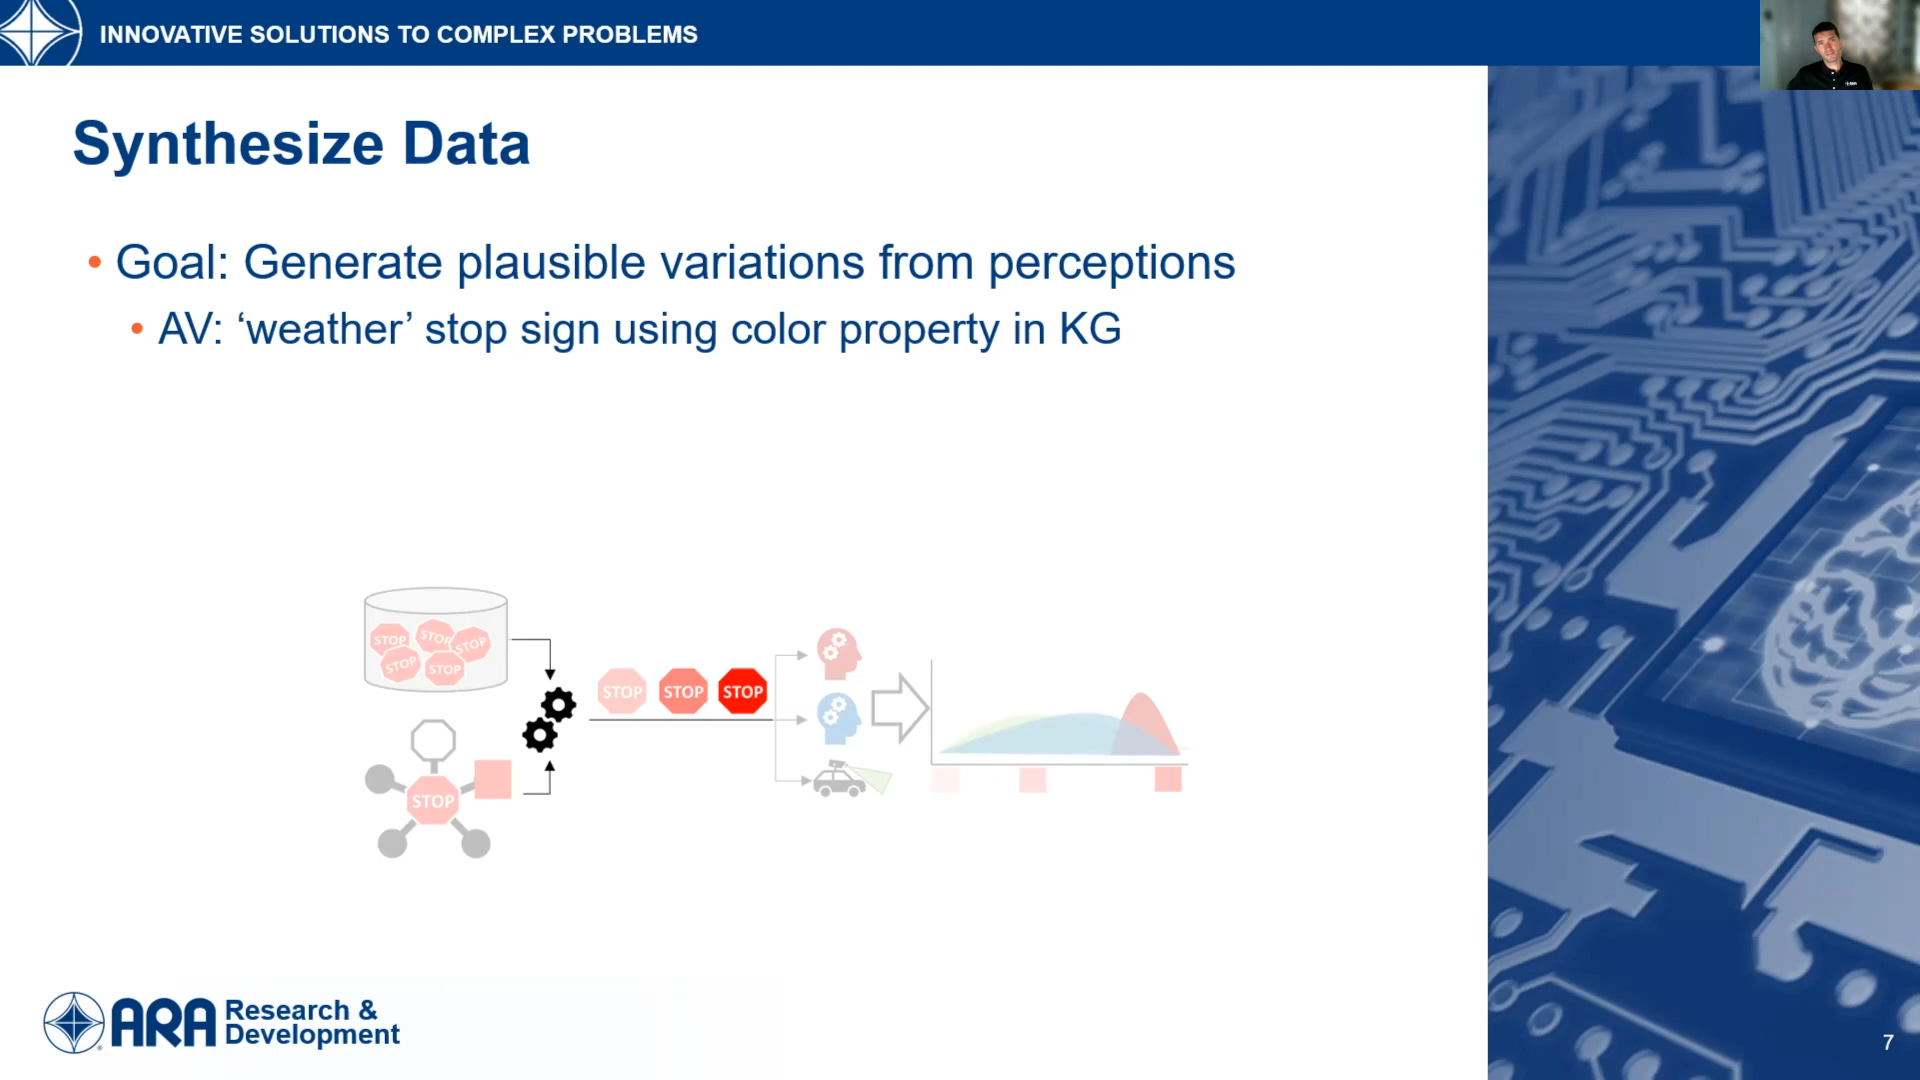 INNOVATIVE SOLUTIONS TO COMPLEX PROBLEMS
Synthesize Data
• Goal: Generate plausible variations from perceptions
• AV: ‘weather’ stop sign using color property in KG
STOP
STOP
STOP
STOP
STOP
STOP STOP STOP
STOP
ARA Research &
Development
7